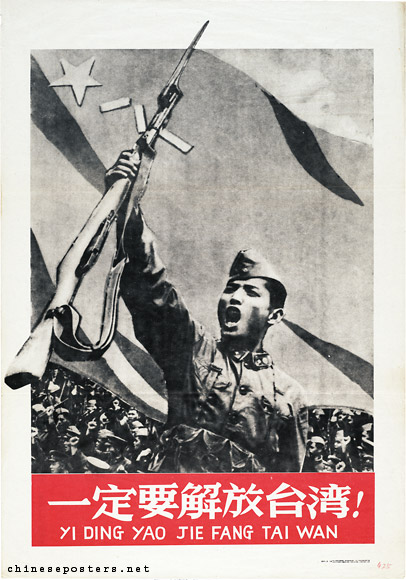 一定要解放台湾!
YI DING YAO JIE FANG TAI WAN
chineseposters.net